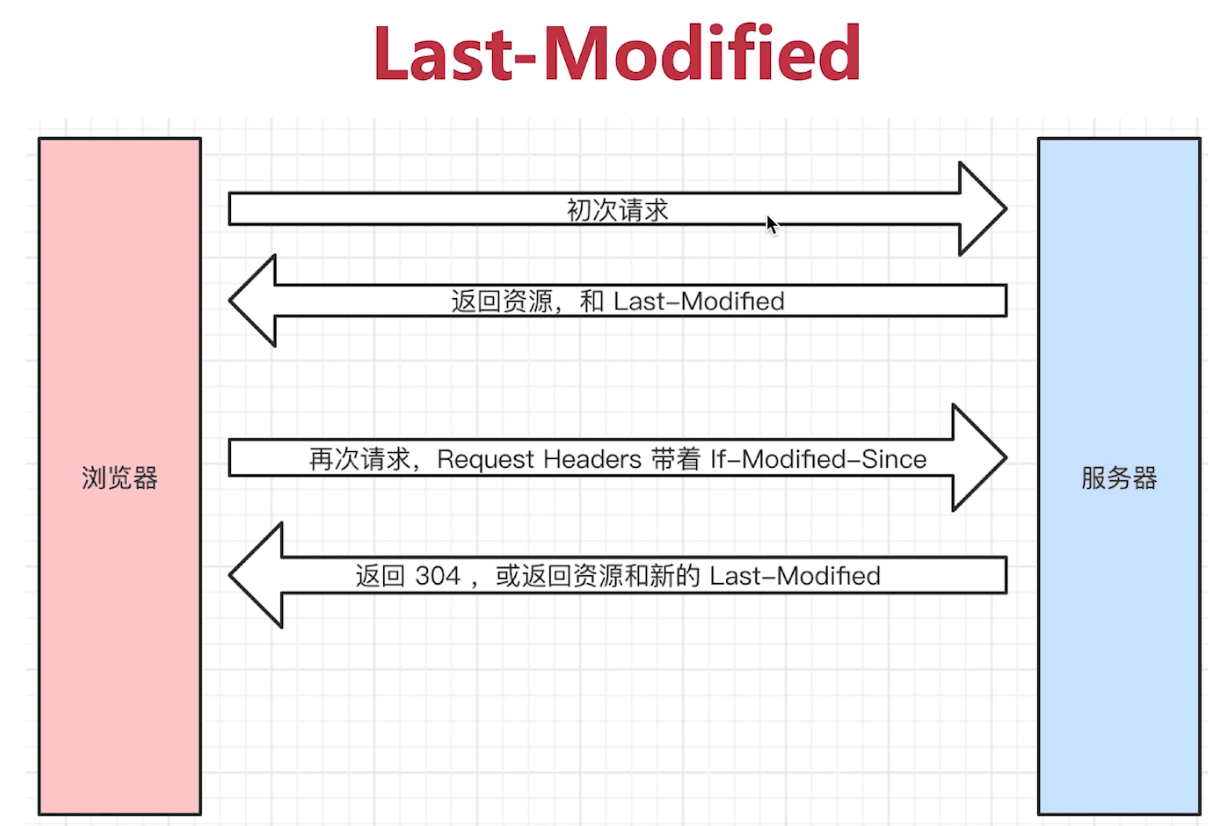 Last-Modified
初次请求
返回资源，和 Last-Modified
再次请求，Request Headers 带着 If-Modified-Since
浏览器
服务器
返回 304 ，或返回资源和新的 Last-Modified